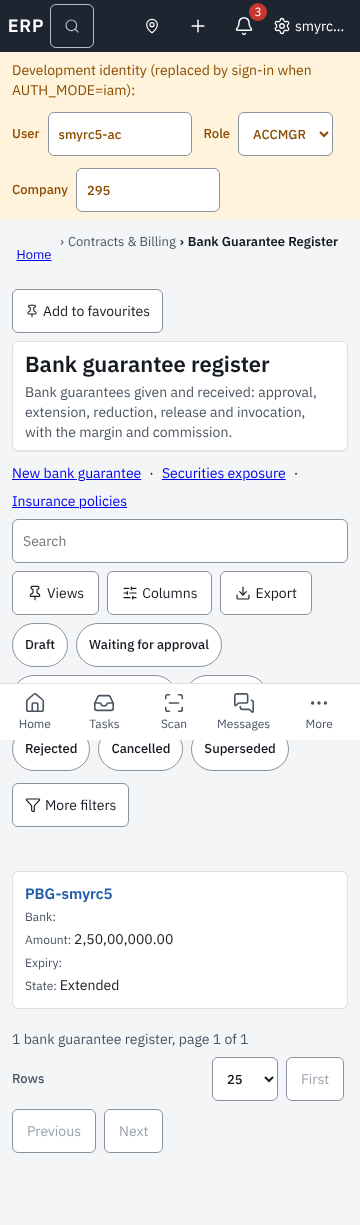 ERP
3
smyrc...
Development identity (replaced by sign-in when
AUTH_MODE=iam):
User smyrc5-ac Role ACCMGR
Company 295
Home › Contracts & Billing › Bank Guarantee Register
Add to favourites
Bank guarantee register
Bank guarantees given and received: approval,
extension, reduction, release and invocation,
with the margin and commission.
New bank guarantee · Securities exposure ·
Insurance policies
Search
Views Columns Export
Draft Waiting for approval
Home Tasks Scan Messages More
Rejected Cancelled Superseded
More filters
PBG-smyrc5
Bank:
Amount: 2,50,00,000.00
Expiry:
State: Extended
1 bank guarantee register, page 1 of 1
Rows 25 First
Previous Next